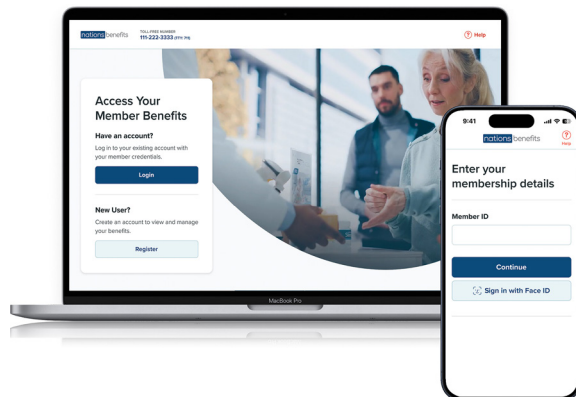 nations benefits
TOLL-FREE NUMBER
111-222-3333 (TTY: 711)
Help
Access Your
Member Benefits
Have an account?
Log in to your existing account with
your member credentials.
Login
New User?
Create an account to view and manage
your benefits.
Register
MacBook Pro
9:41
nations benefits
Help
Enter your
membership details
Member ID
Continue
Sign in with Face ID